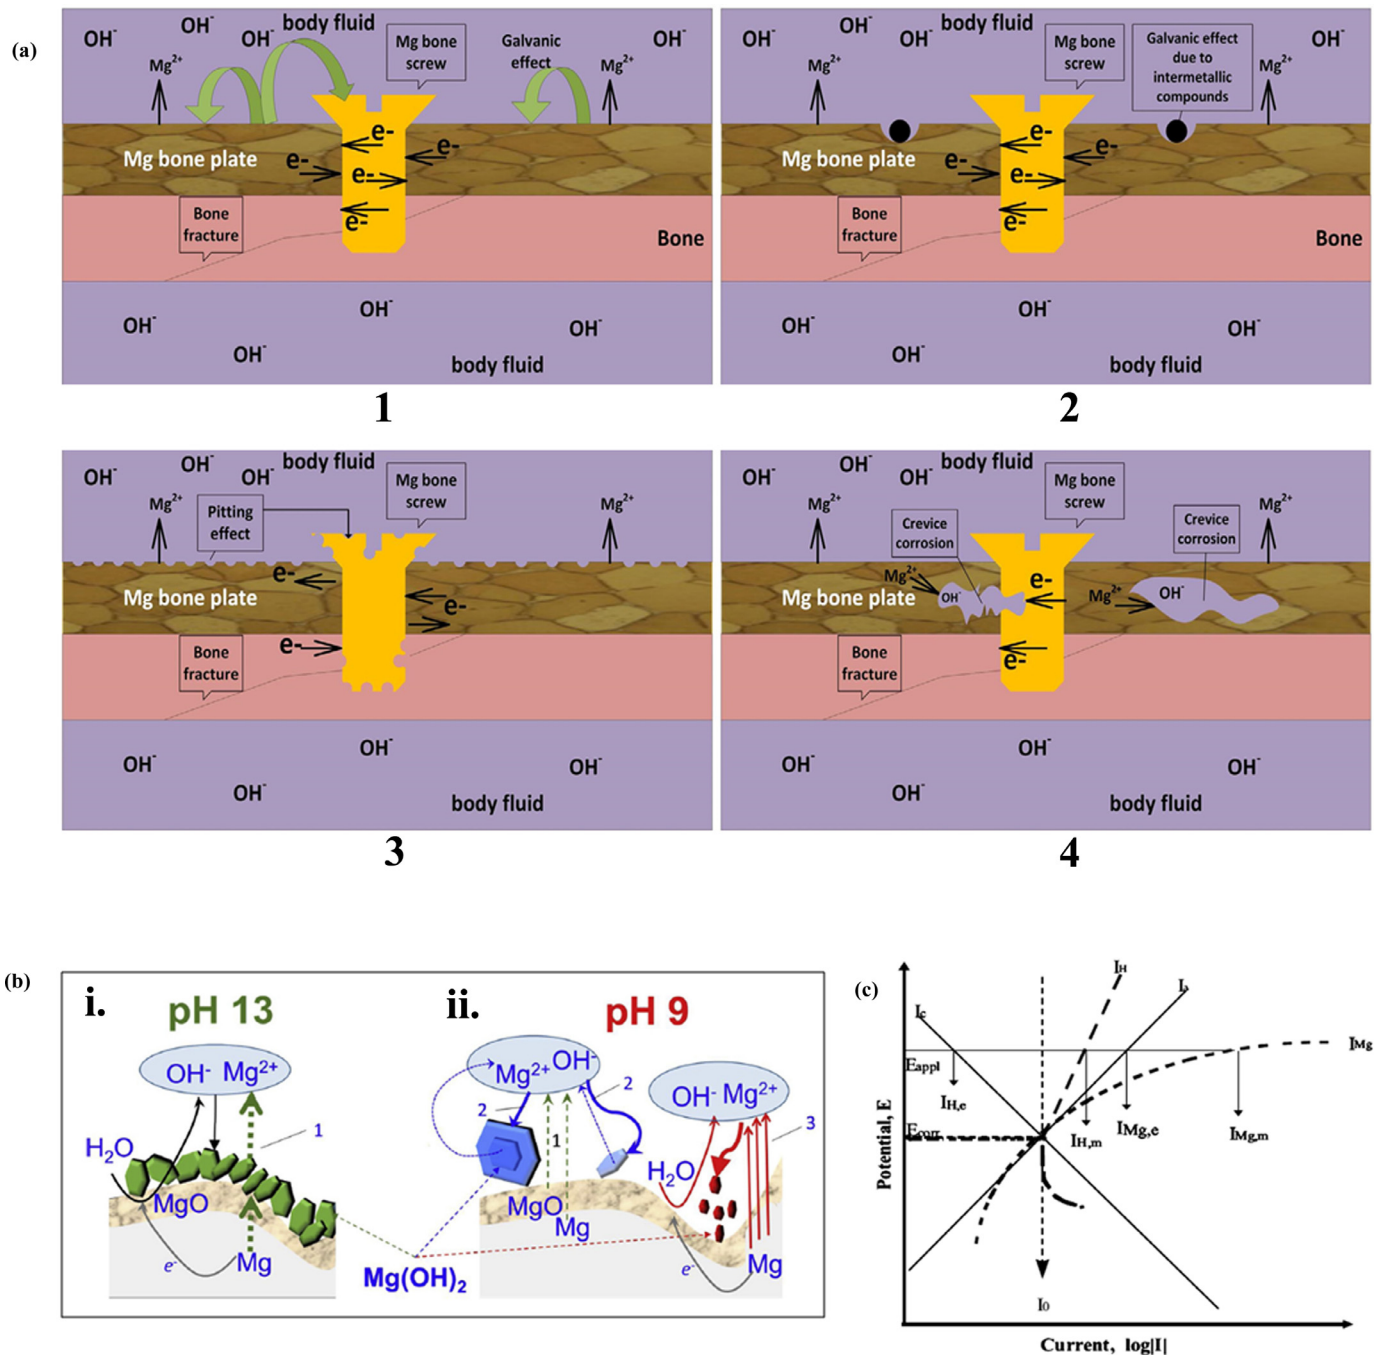 (a)
body fluid
OH-
OH-
OH-
OH-
Mg2+
Mg2+
Galvanic
effect
Mg bone
screw
e-
e-
e-
e-
Mg bone plate
e-
Bone
fracture
Bone
OH-
OH-
OH-
OH-
body fluid
1
body fluid
OH-
OH-
OH-
OH-
Mg2+
Mg2+
Mg bone
screw
Galvanic effect
due to
intermetallic
compounds
e-
e-
e-
e-
Mg bone plate
e-
Bone
fracture
Bone
OH-
OH-
OH-
OH-
body fluid
2
body fluid
OH-
OH-
OH-
Mg2+
Mg2+
Pitting
effect
Mg bone
screw
e-
e-
Mg bone plate
e-
Bone
fracture
OH-
OH-
OH-
OH-
body fluid
3
body fluid
OH-
OH-
OH-
Mg2+
Mg2+
Mg bone
screw
Crevice
corrosion
Crevice
corrosion
Mg2+
OH-
e-
Mg2+
OH-
Mg bone plate
e-
Bone
fracture
OH-
OH-
OH-
OH-
body fluid
4
(b)
i.
pH 13
OH- Mg2+
1
H2O
MgO
e-
Mg
Mg(OH)2
ii.
pH 9
Mg2+ OH-
2
2
1
OH- Mg2+
3
H2O
MgO
Mg
e-
Mg
(c)
IH
Ic
IMg
Eappl
IH,e
Ecorr
IH,m
IMg,e
IMg,m
I0
Potential, E
Current, log|I|